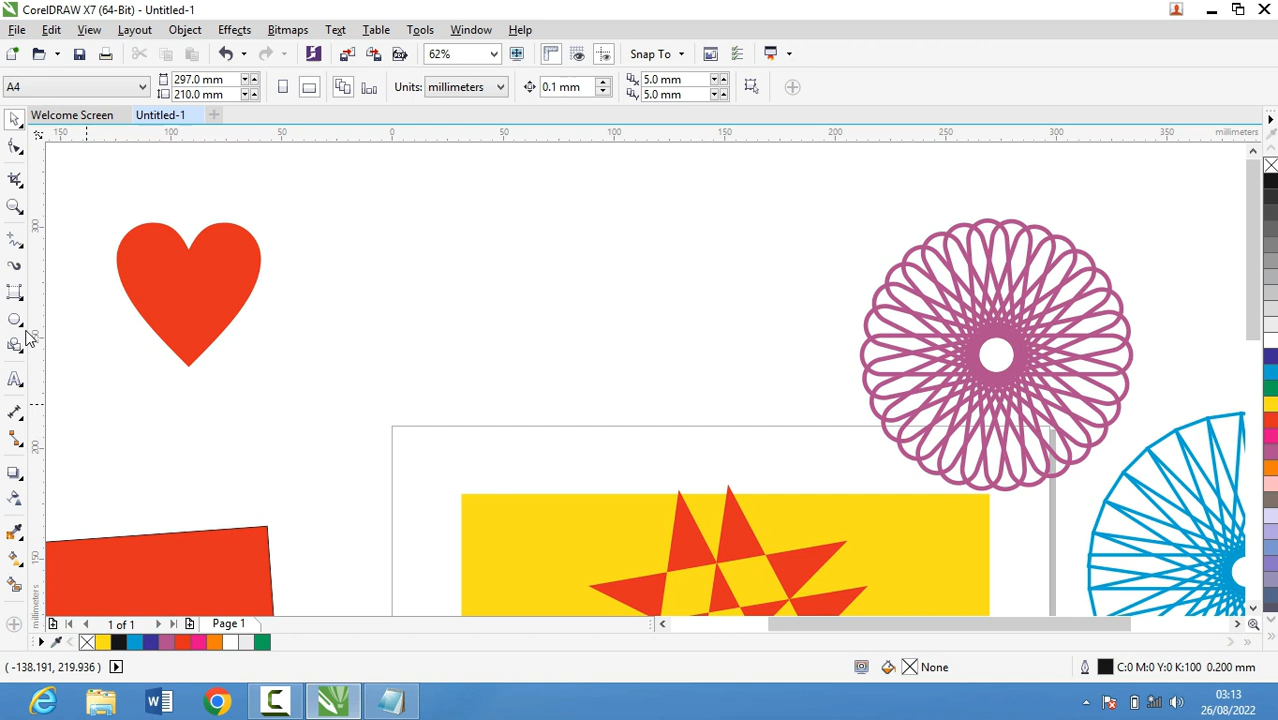 CorelDRAW X7 (64-Bit) - Untitled-1
File Edit View Layout Object Effects Bitmaps Text Table Tools Window Help
62% Snap To
A4 297.0 mm 210.0 mm Units: millimeters 0.1 mm 5.0 mm 5.0 mm
Welcome Screen Untitled-1
150 100 50 0 50 100 150 200 250 300 350 millimeters
300
200
150
millimeters
1 of 1 Page 1
( -138.191, 219.936 ) None C:0 M:0 Y:0 K:100 0.200 mm
03:13
26/08/2022